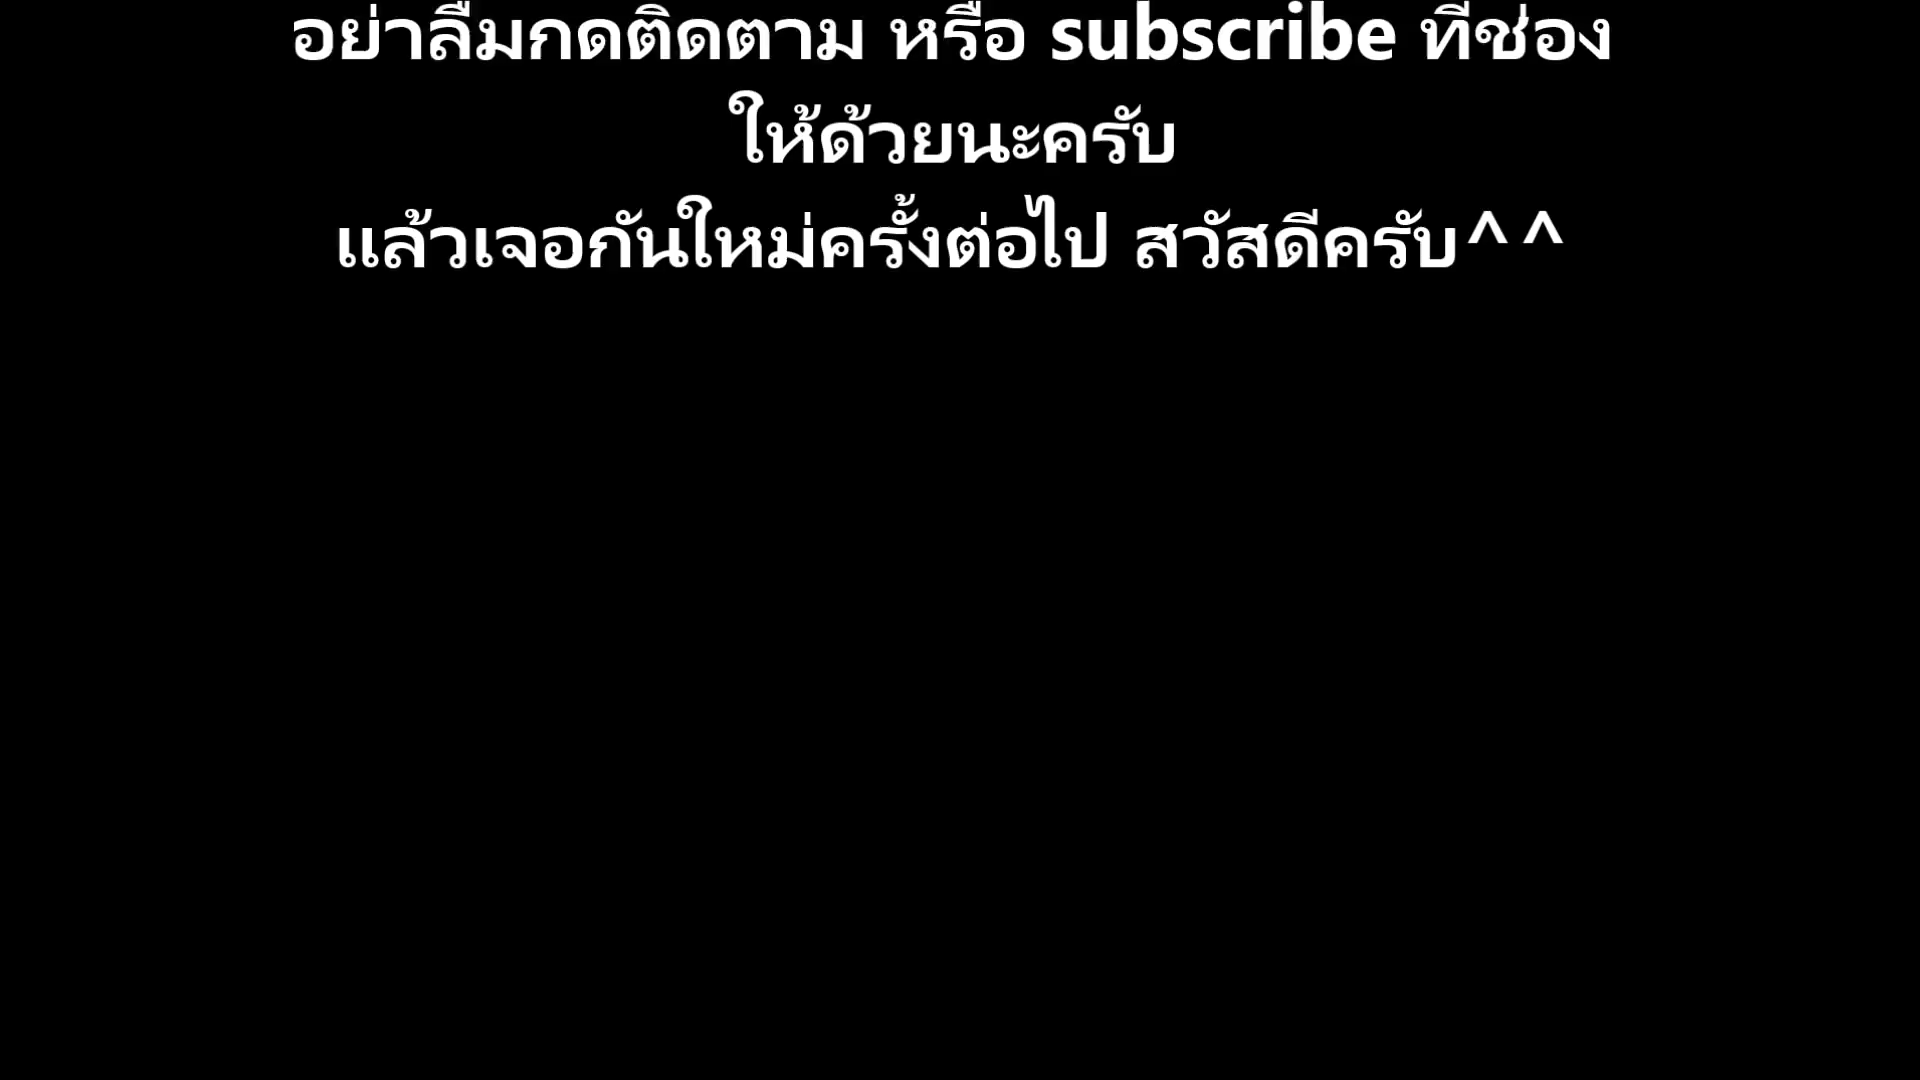 อย่าลืมกดติดตาม หรือ subscribe ที่ช่อง
ให้ด้วยนะครับ
แล้วเจอกันใหม่ครั้งต่อไป สวัสดีครับ^^